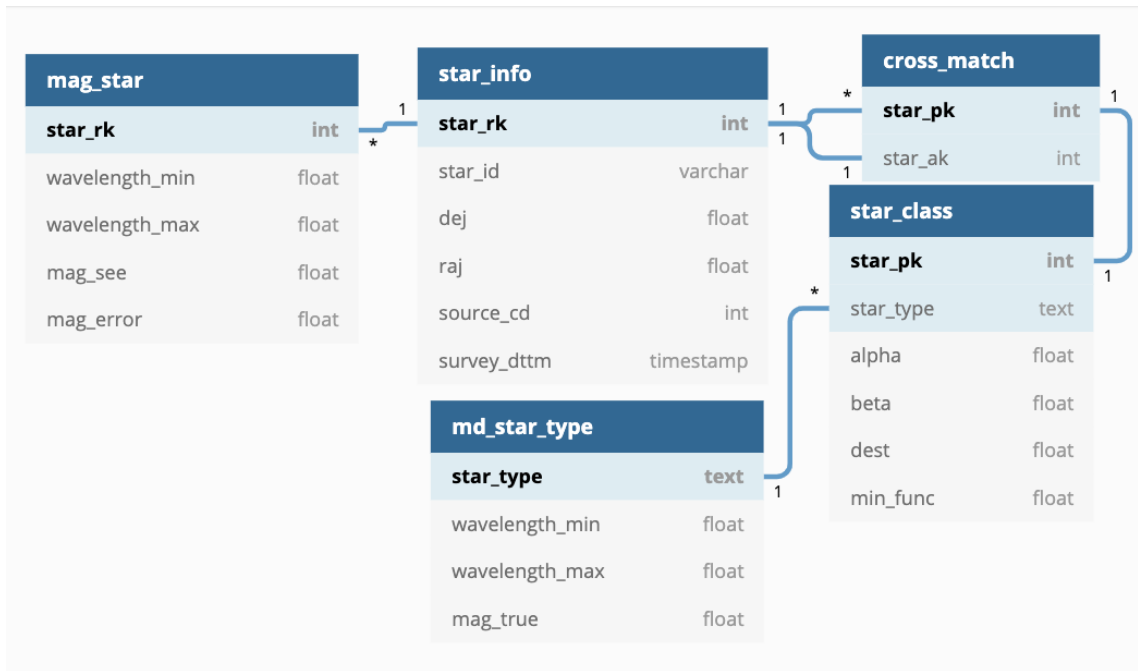 mag_star
star_rk int
wavelength_min float
wavelength_max float
mag_see float
mag_error float
1
*
star_info
star_rk int
star_id varchar
dej float
raj float
source_cd int
survey_dttm timestamp
1
1
*
1
cross_match
star_pk int
star_ak int
1
star_class
star_pk int
star_type text
alpha float
beta float
dest float
min_func float
1
*
md_star_type
star_type text
wavelength_min float
wavelength_max float
mag_true float
1